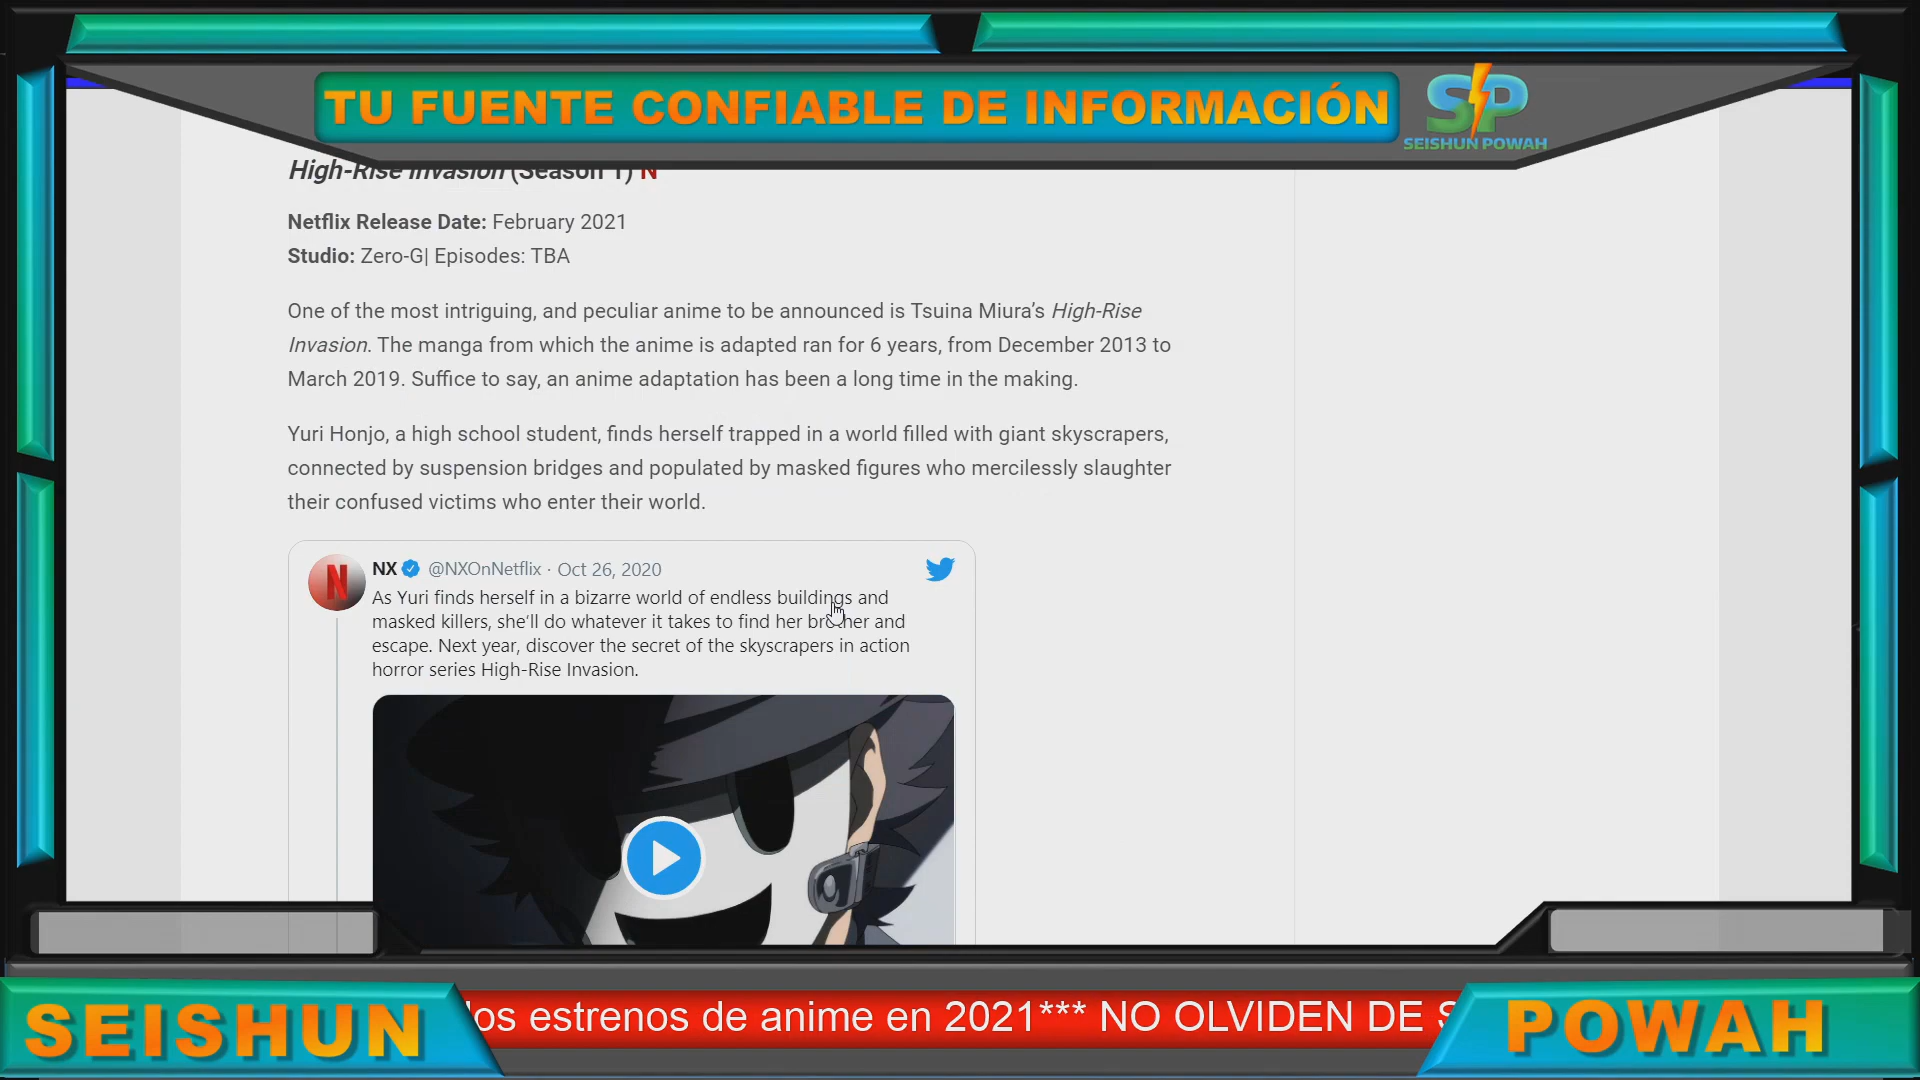 TU FUENTE CONFIABLE DE INFORMACIÓN
SP
SEISHUN POWAH
High-Rise Invasion (Season 1) N
Netflix Release Date: February 2021
Studio: Zero-G| Episodes: TBA
One of the most intriguing, and peculiar anime to be announced is Tsuina Miura’s High-Rise
Invasion. The manga from which the anime is adapted ran for 6 years, from December 2013 to
March 2019. Suffice to say, an anime adaptation has been a long time in the making.
Yuri Honjo, a high school student, finds herself trapped in a world filled with giant skyscrapers,
connected by suspension bridges and populated by masked figures who mercilessly slaughter
their confused victims who enter their world.
N
NX @NXOnNetflix · Oct 26, 2020
As Yuri finds herself in a bizarre world of endless buildings and
masked killers, she’ll do whatever it takes to find her brother and
escape. Next year, discover the secret of the skyscrapers in action
horror series High-Rise Invasion.
SEISHUN
los estrenos de anime en 2021*** NO OLVIDEN DE S
POWAH